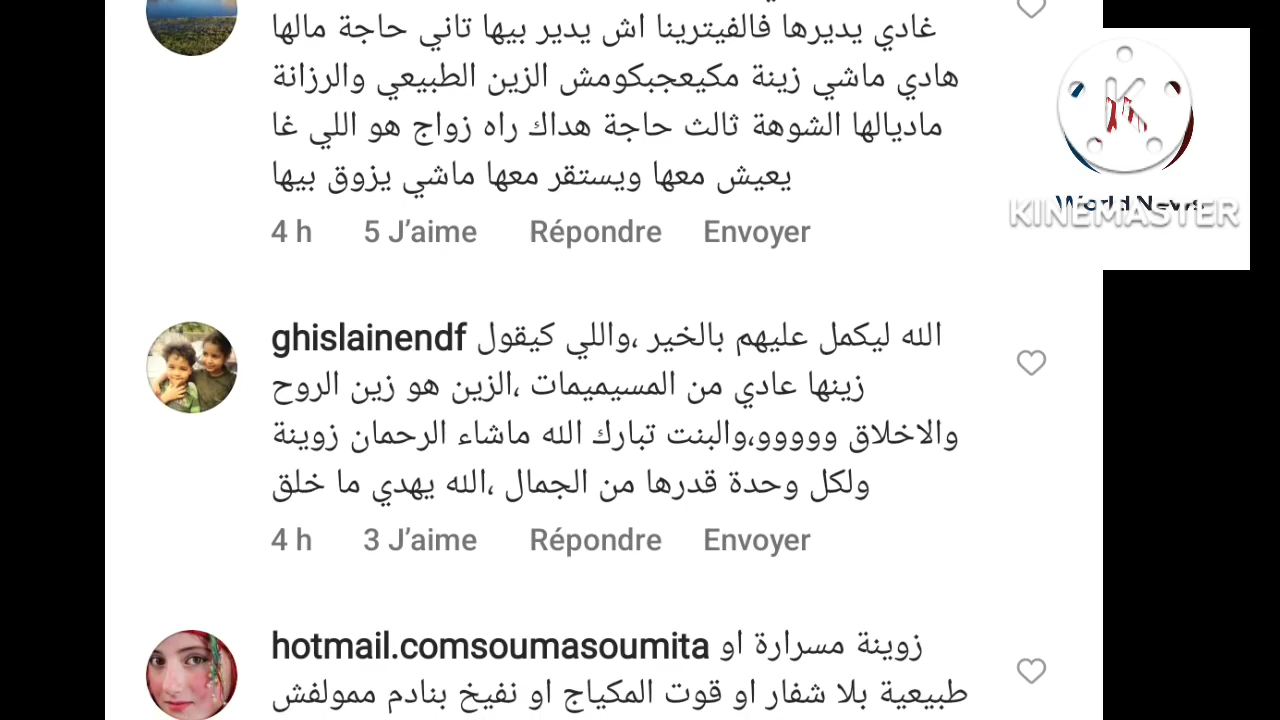 غادي يديرها فالفيترينا اش يدير بيها تاني حاجة مالها
هادي ماشي زينة مكيعجبكومش الزين الطبيعي والرزانة
ماديالها الشوهة ثالث حاجة هداك راه زواج هو اللي غا
يعيش معها ويستقر معها ماشي يزوق بيها
4 h 5 J’aime Répondre Envoyer
World News
KINEMASTER
ghislainendf الله ليكمل عليهم بالخير ،واللي كيقول
زينها عادي من المسيميمات ،الزين هو زين الروح
والاخلاق ووووو،والبنت تبارك الله ماشاء الرحمان زوينة
ولكل وحدة قدرها من الجمال ،الله يهدي ما خلق
4 h 3 J’aime Répondre Envoyer
hotmail.comsoumasoumita زوينة مسرارة او
طبيعية بلا شفار او قوت المكياج او نفيخ بنادم ممولفش